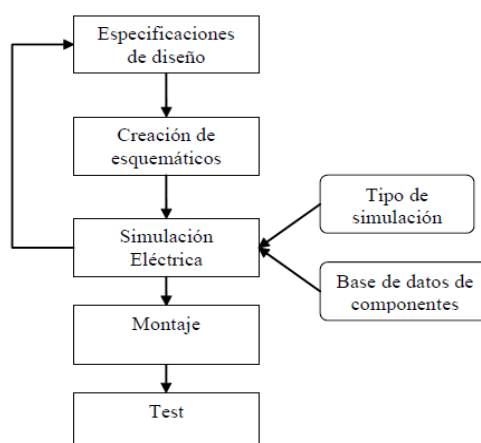 Especificaciones
de diseño
Creación de
esquemáticos
Tipo de
simulación
Simulación
Eléctrica
Base de datos de
componentes
Montaje
Test